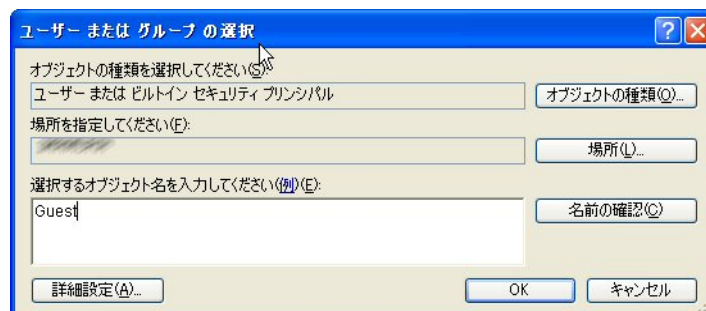 ユーザー または グループ の選択
オブジェクトの種類を選択してください(S):
ユーザー または ビルトイン セキュリティ プリンシパル
オブジェクトの種類(O)...
場所を指定してください(F):
場所(L)...
選択するオブジェクト名を入力してください(例)(E):
Guest
名前の確認(C)
詳細設定(A)...
OK
キャンセル